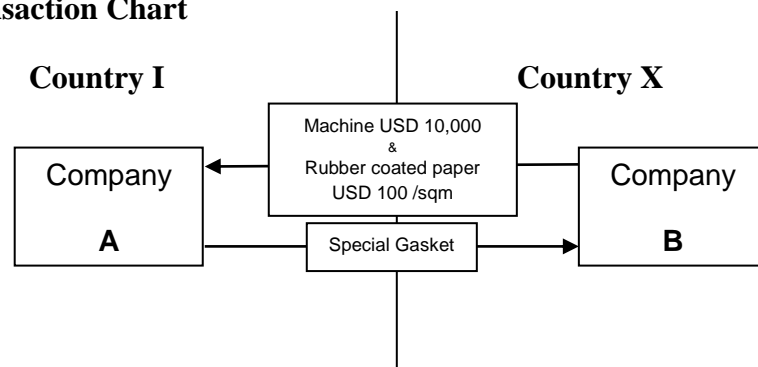 saction Chart
Country I
Country X
Machine USD 10,000
&
Rubber coated paper
USD 100 /sqm
Company
A
Company
B
Special Gasket